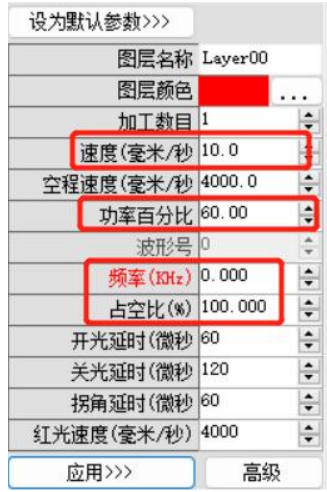 设为默认参数>>>
图层名称 Layer00
图层颜色 ...
加工数目 1
速度(毫米/秒 10.0
空程速度(毫米/秒 4000.0
功率百分比 60.00
波形号 0
频率(KHz) 0.000
占空比(%) 100.000
开光延时(微秒 60
关光延时(微秒 120
拐角延时(微秒 60
红光速度(毫米/秒) 4000
应用>>> 高级